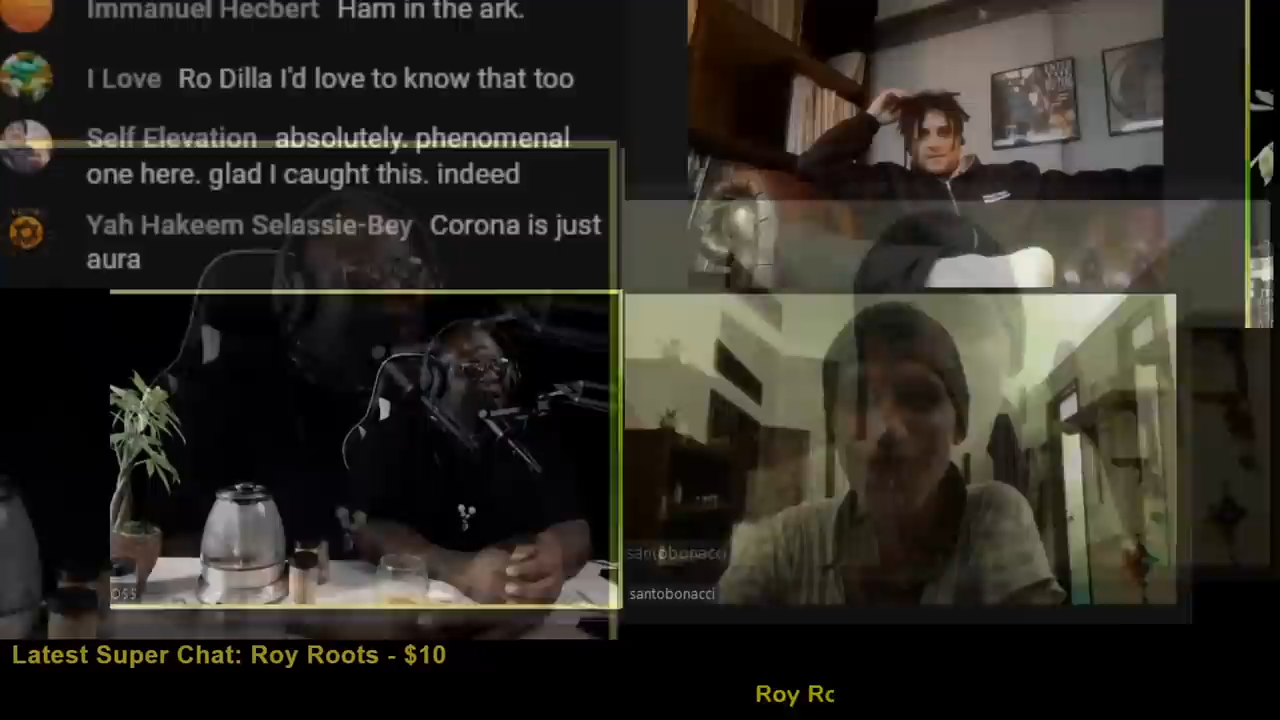 Immanuel Hecbert Ham in the ark.
I Love Ro Dilla I'd love to know that too
Self Elevation absolutely. phenomenal
one here. glad I caught this. indeed
Yah Hakeem Selassie-Bey Corona is just
aura
santobonacci
santobonacci
Latest Super Chat: Roy Roots - $10
Roy Rc